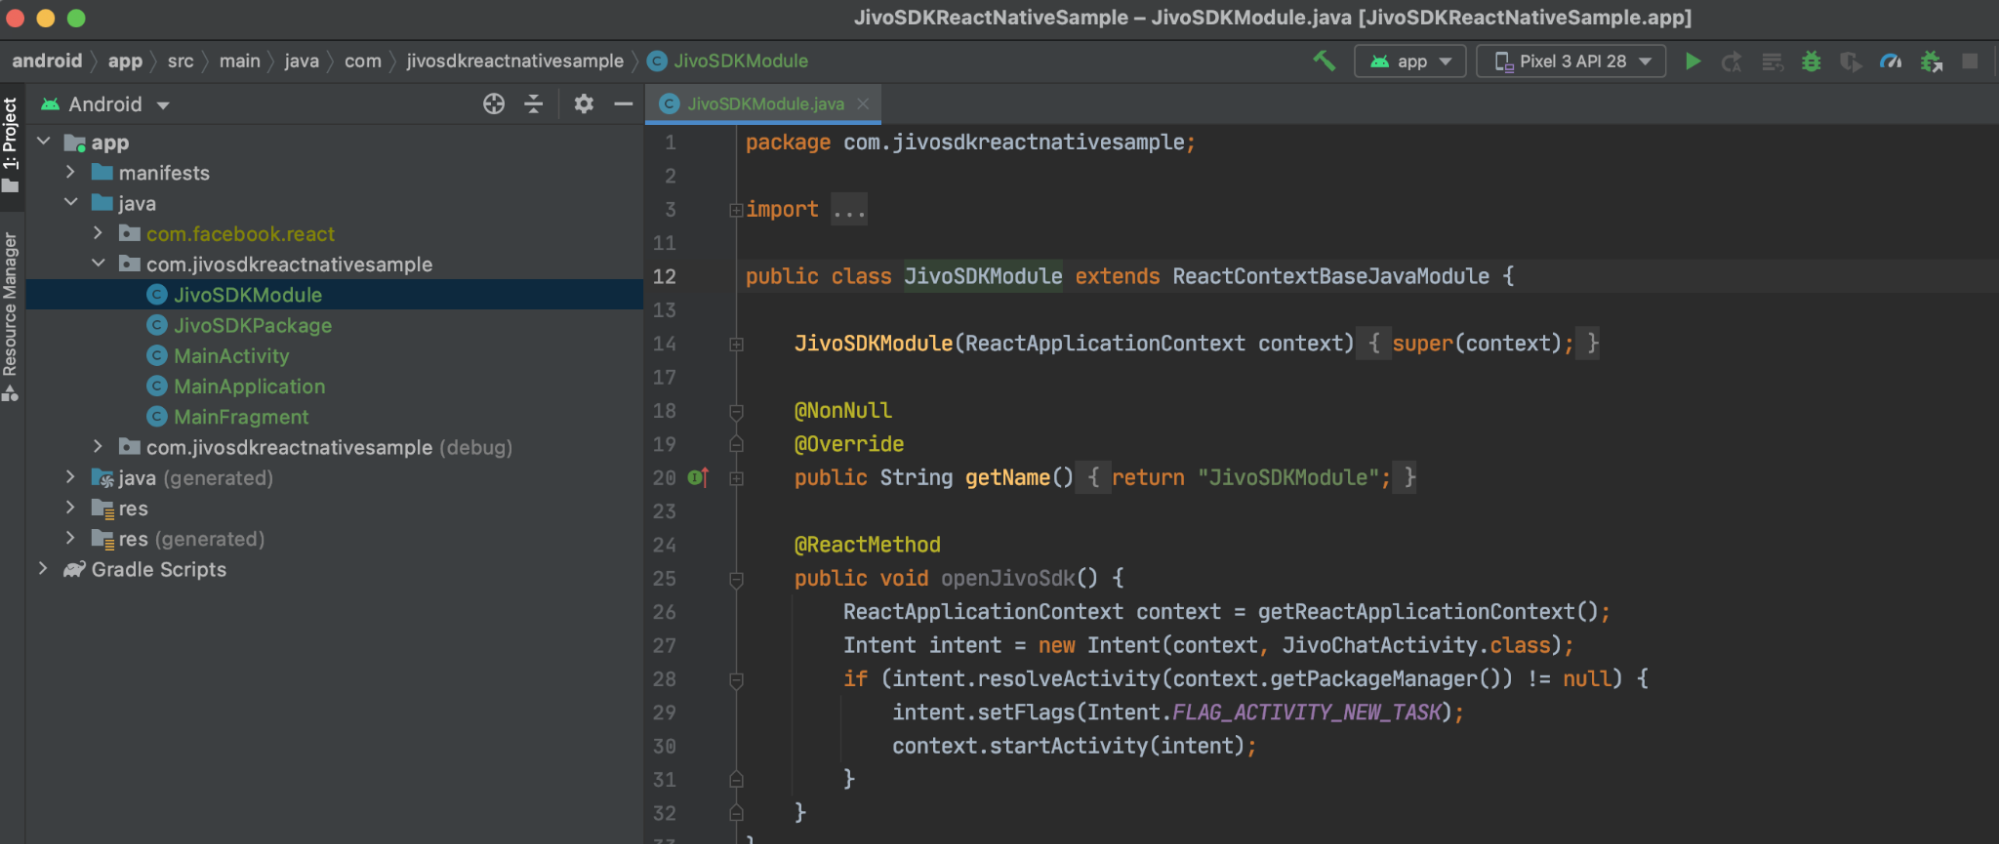 JivoSDKReactNativeSample – JivoSDKModule.java [JivoSDKReactNativeSample.app]
android app src main java com jivosdkreactnativesample JivoSDKModule
app Pixel 3 API 28
1: Project
Resource Manager
Android
app
manifests
java
com.facebook.react
com.jivosdkreactnativesample
JivoSDKModule
JivoSDKPackage
MainActivity
MainApplication
MainFragment
com.jivosdkreactnativesample (debug)
java (generated)
res
res (generated)
Gradle Scripts
JivoSDKModule.java
1 package com.jivosdkreactnativesample;
2
3 import ...
11
12 public class JivoSDKModule extends ReactContextBaseJavaModule {
13
14 JivoSDKModule(ReactApplicationContext context) { super(context); }
17
18 @NonNull
19 @Override
20 public String getName() { return "JivoSDKModule"; }
23
24 @ReactMethod
25 public void openJivoSdk() {
26 ReactApplicationContext context = getReactApplicationContext();
27 Intent intent = new Intent(context, JivoChatActivity.class);
28 if (intent.resolveActivity(context.getPackageManager()) != null) {
29 intent.setFlags(Intent.FLAG_ACTIVITY_NEW_TASK);
30 context.startActivity(intent);
31 }
32 }